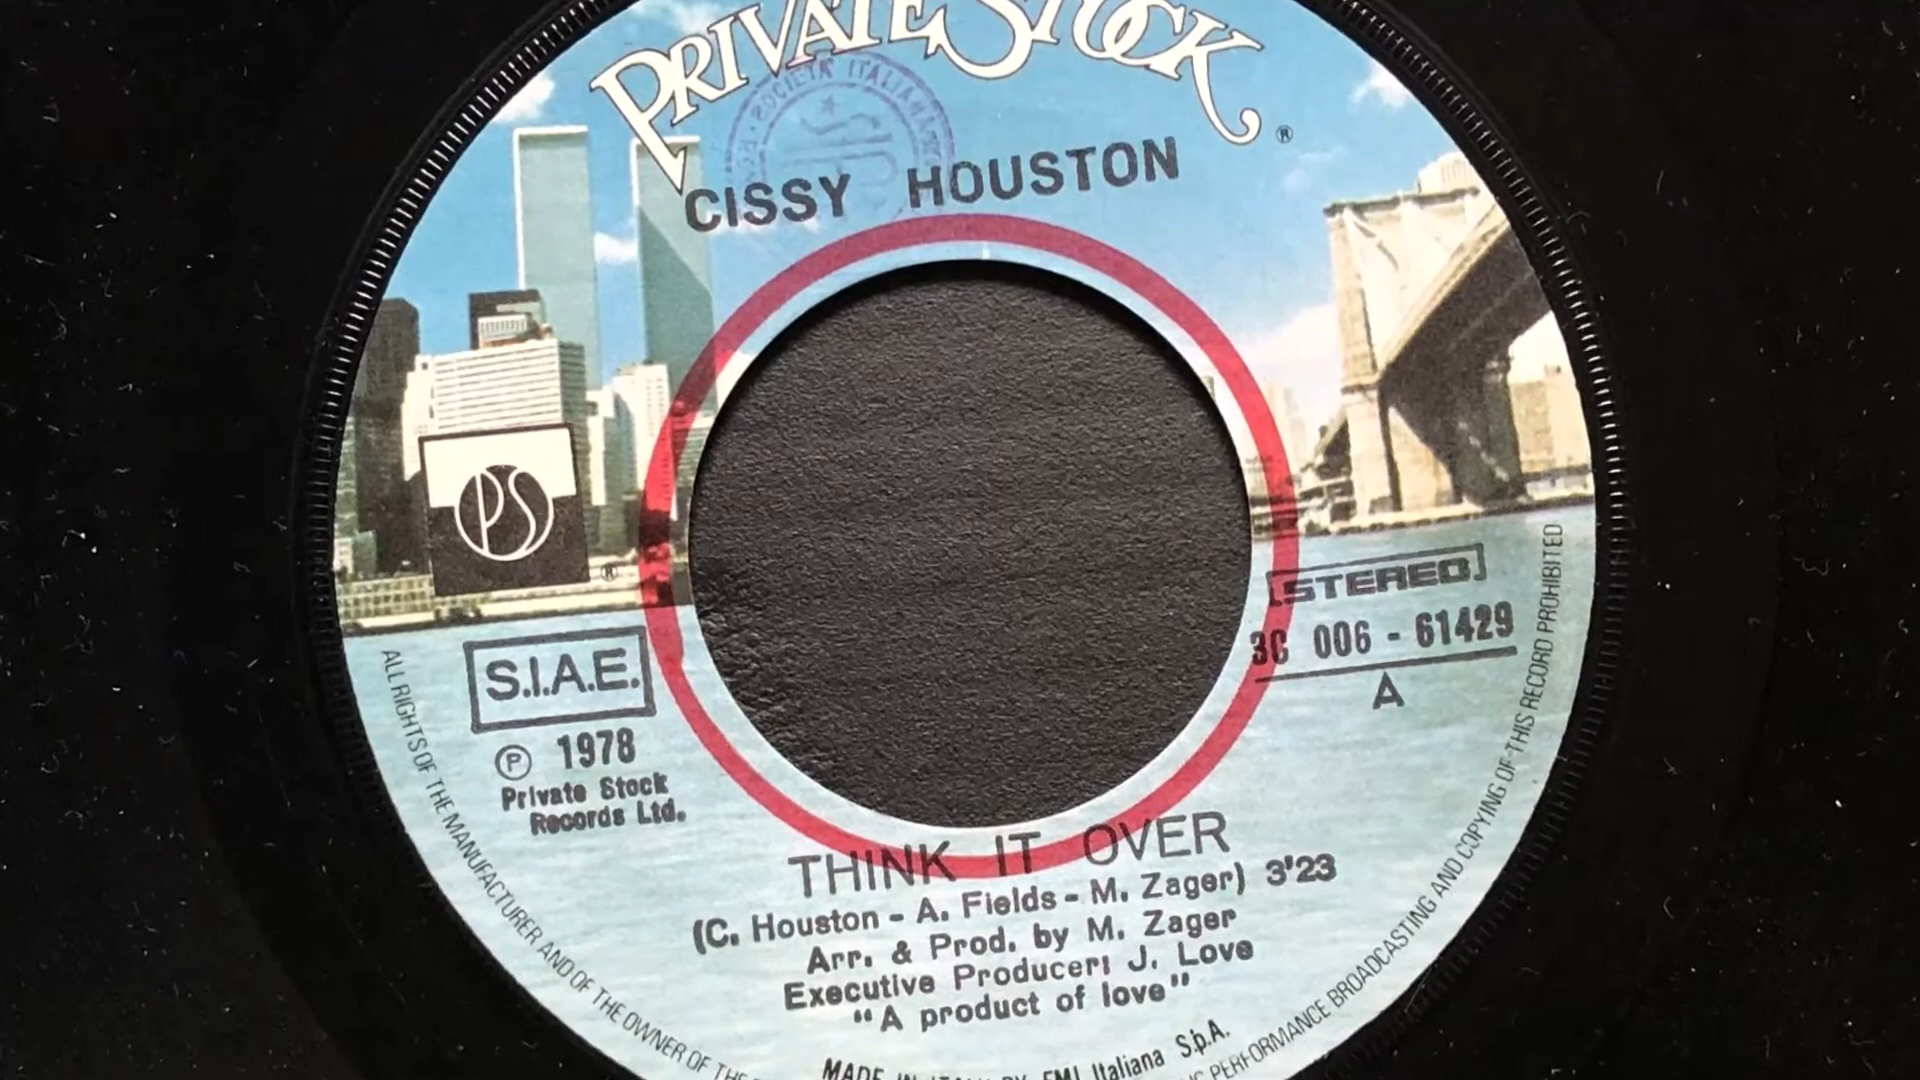 PRIVATE STOCK
®
SOCIETA' ITALIANA
CISSY HOUSTON
PS
®
STEREO
3C 006 - 61429
A
S.I.A.E.
Ⓟ 1978
Private Stock
Records Ltd.
THINK IT OVER
(C. Houston - A. Fields - M. Zager) 3'23
Arr. & Prod. by M. Zager
Executive Producer: J. Love
"A product of love"
MADE IN ITALY BY EMI Italiana S.p.A.
ALL RIGHTS OF THE MANUFACTURER AND OF THE OWNER OF THE
PERFORMANCE BROADCASTING AND COPYING OF THIS RECORD PROHIBITED